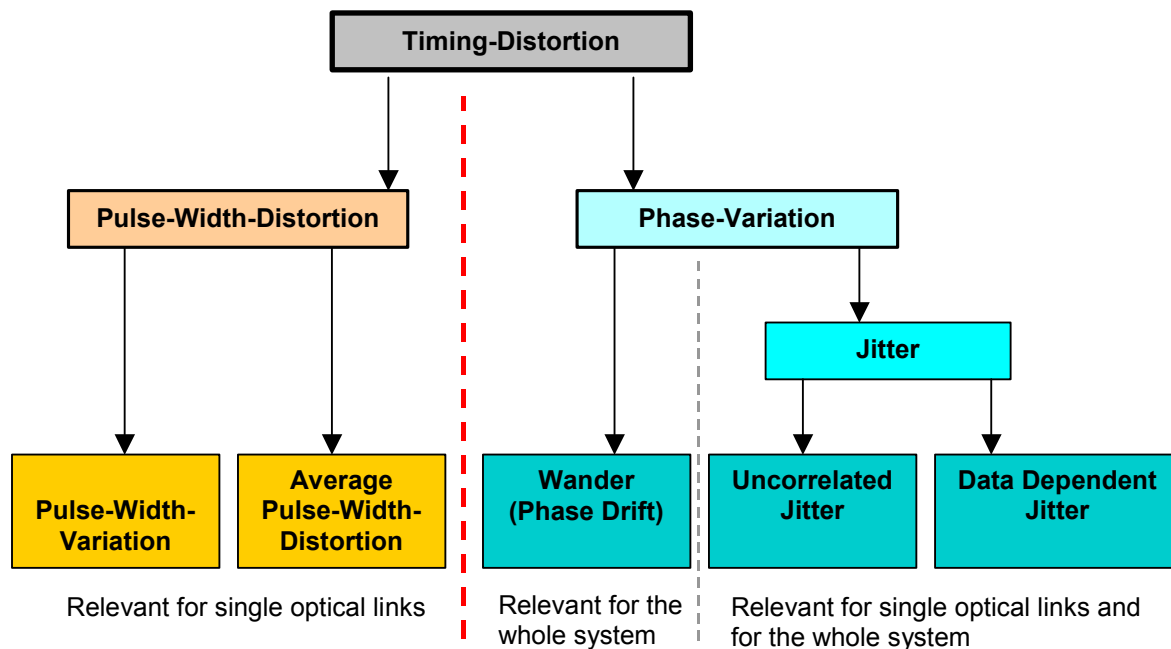 Timing-Distortion
Pulse-Width-Distortion
Phase-Variation
Jitter
Pulse-Width-
Variation
Average
Pulse-Width-
Distortion
Wander
(Phase Drift)
Uncorrelated
Jitter
Data Dependent
Jitter
Relevant for single optical links
Relevant for the
whole system
Relevant for single optical links and
for the whole system